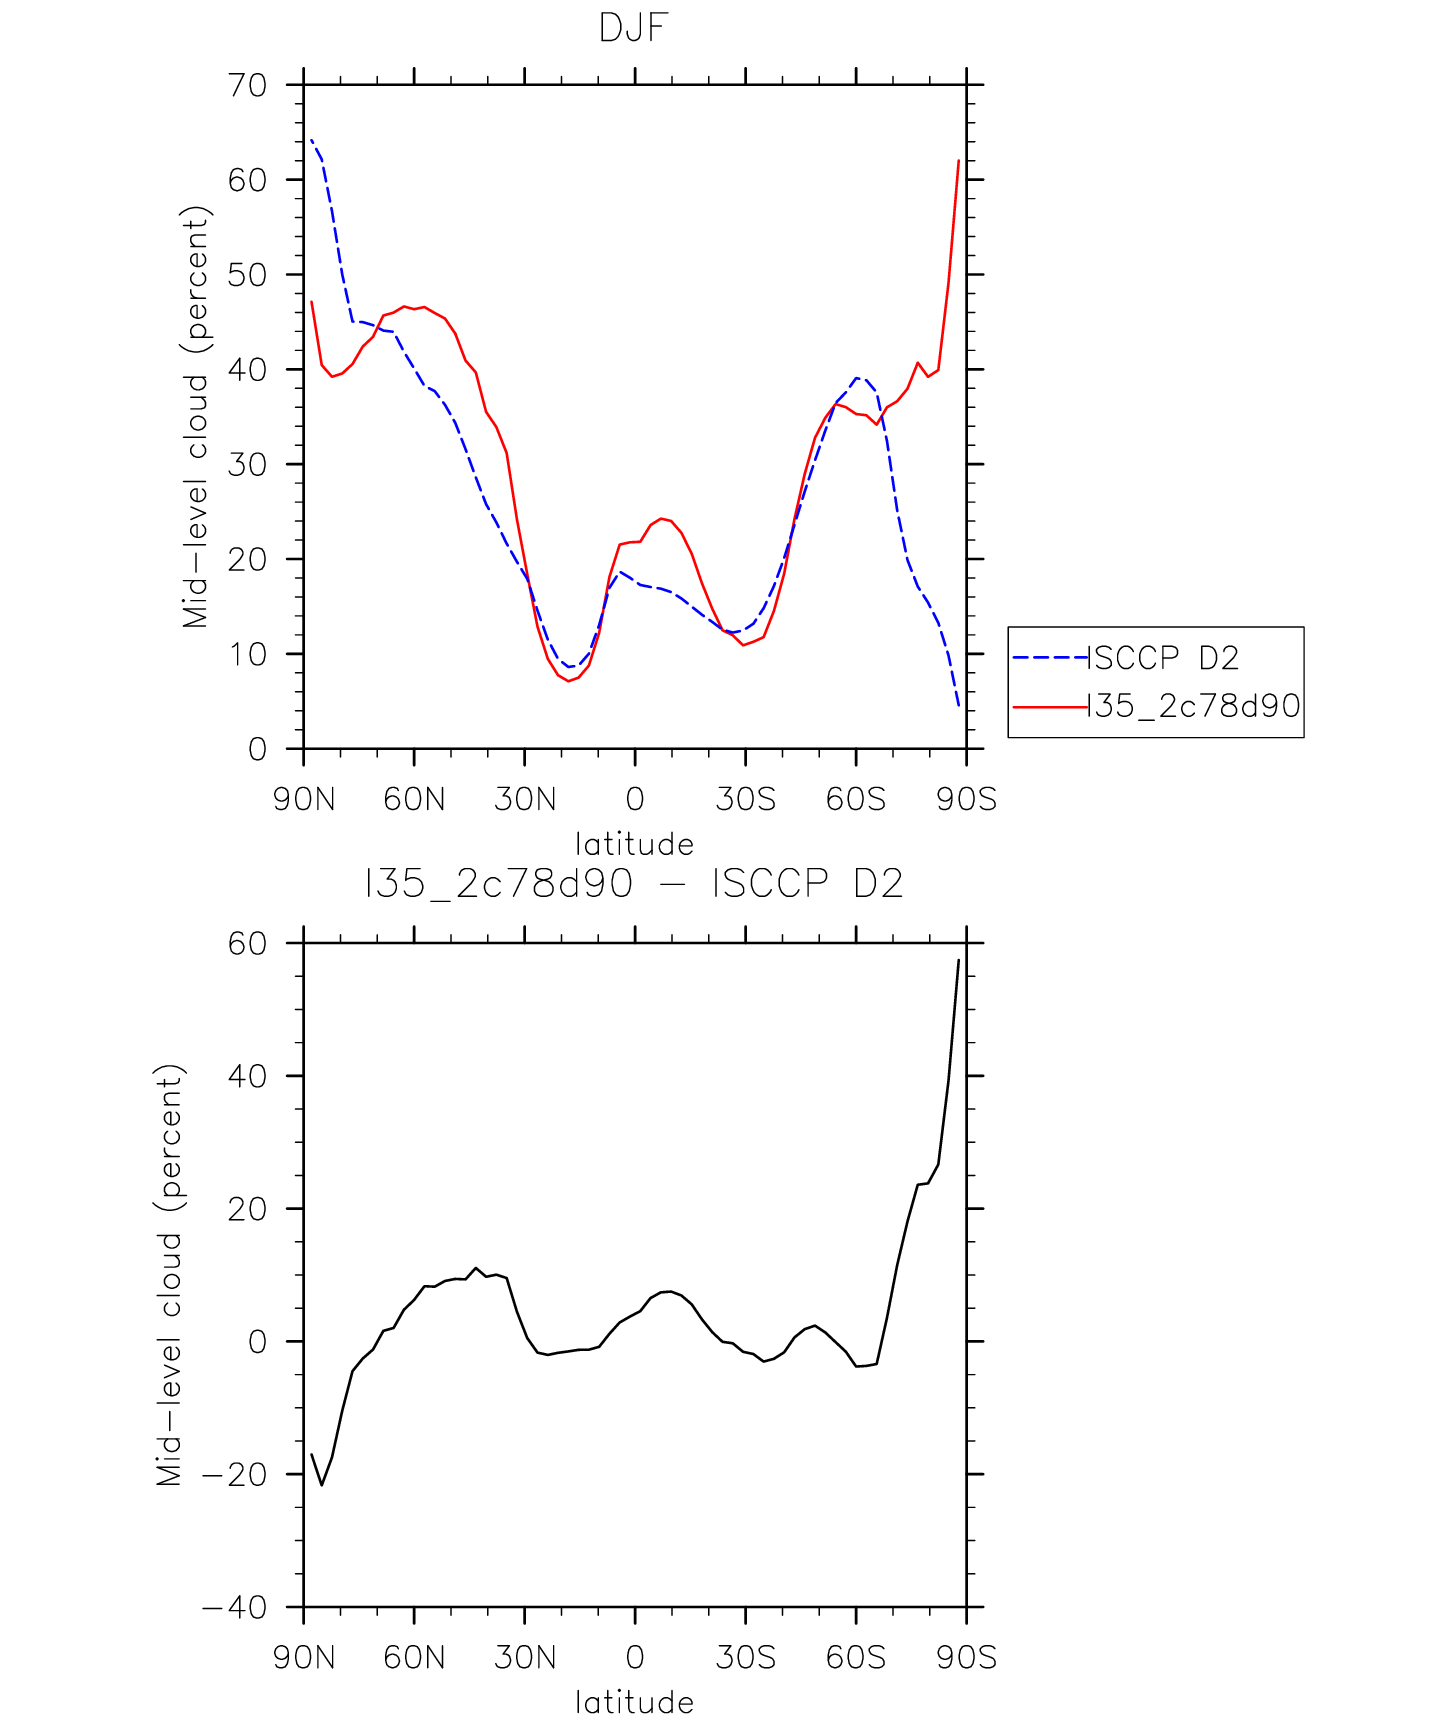 DJF
70
60
50
40
30
20
10
0
Mid-level cloud (percent)
90N 60N 30N 0 30S 60S 90S
latitude
ISCCP D2
I35_2c78d90
I35_2c78d90 - ISCCP D2
60
40
20
0
-20
-40
Mid-level cloud (percent)
90N 60N 30N 0 30S 60S 90S
latitude